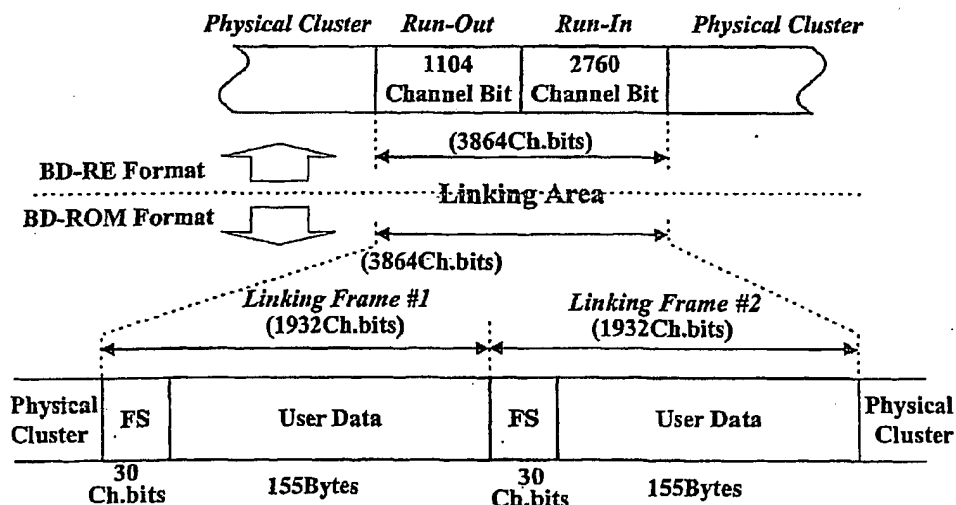 Physical Cluster Run-Out Run-In Physical Cluster
1104 Channel Bit 2760 Channel Bit
(3864Ch.bits)
BD-RE Format
Linking Area
BD-ROM Format
(3864Ch.bits)
Linking Frame #1 Linking Frame #2
(1932Ch.bits) (1932Ch.bits)
Physical Cluster FS User Data FS User Data Physical Cluster
30 Ch.bits 155Bytes 30 Ch.bits 155Bytes